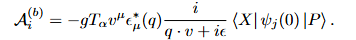 $\mathcal{A}_i^{(b)} = -g T_\alpha v^\mu \epsilon_\mu^*(q) \frac{i}{q \cdot v + i\epsilon} \langle X | \psi_j(0) | P \rangle .$